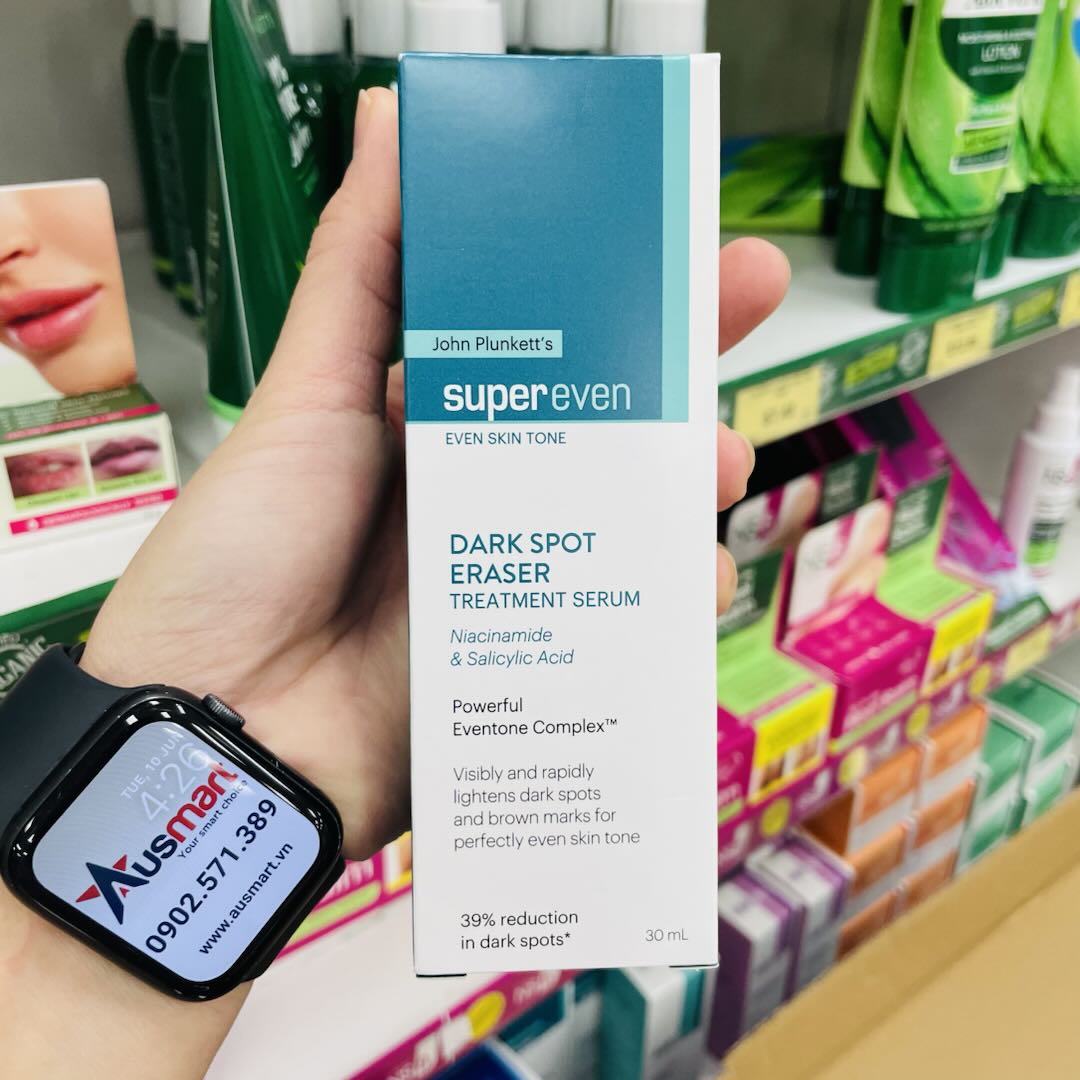 John Plunkett's
supereven
EVEN SKIN TONE
DARK SPOT
ERASER
TREATMENT SERUM
Niacinamide
& Salicylic Acid
Powerful
Eventone Complex™
Visibly and rapidly
lightens dark spots
and brown marks for
perfectly even skin tone
39% reduction
in dark spots*
30 mL
TUE, 10 JUN
4:26
Ausmart
Your smart choice
0902.571.389
www.ausmart.vn
LOTION